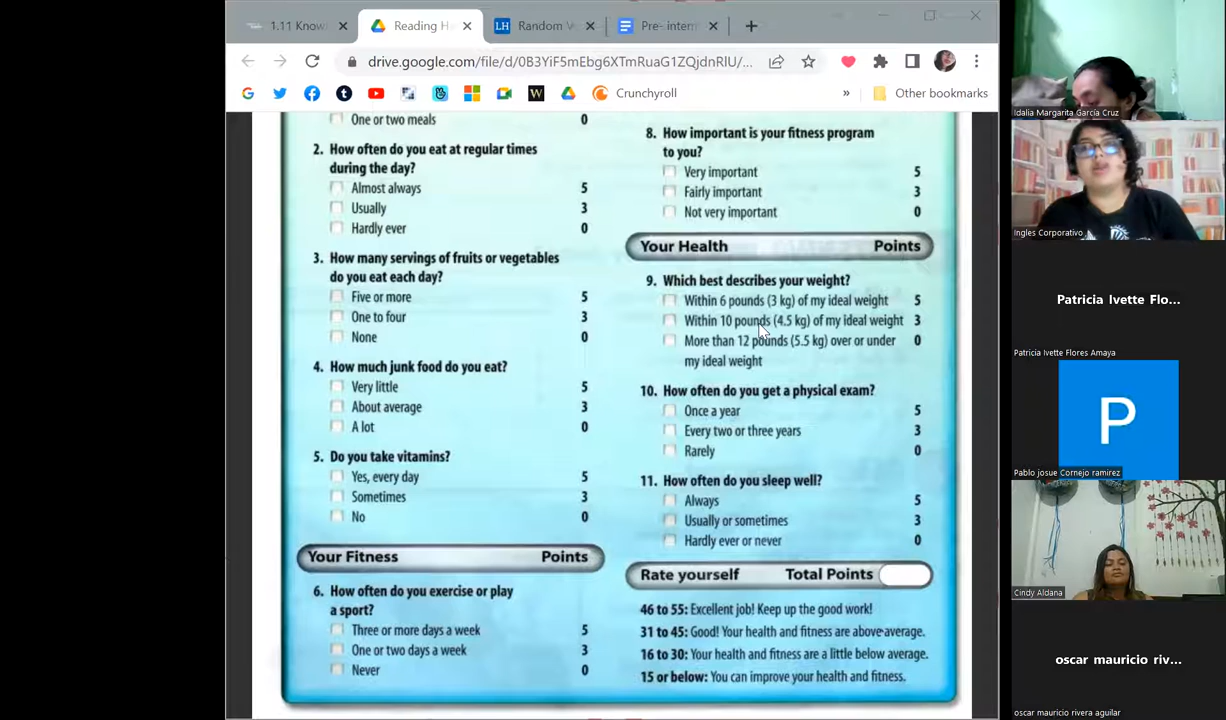 1.11 Know
Reading H
LH
Random V
Pre- intern
drive.google.com/file/d/0B3YiF5mEbg6XTmRuaG1ZQjdnRlU/...
Crunchyroll
»
Other bookmarks
One or two meals 0
2. How often do you eat at regular times
during the day?
Almost always 5
Usually 3
Hardly ever 0
3. How many servings of fruits or vegetables
do you eat each day?
Five or more 5
One to four 3
None 0
4. How much junk food do you eat?
Very little 5
About average 3
A lot 0
5. Do you take vitamins?
Yes, every day 5
Sometimes 3
No 0
Your Fitness Points
6. How often do you exercise or play
a sport?
Three or more days a week 5
One or two days a week 3
Never 0
8. How important is your fitness program
to you?
Very important 5
Fairly important 3
Not very important 0
Your Health Points
9. Which best describes your weight?
Within 6 pounds (3 kg) of my ideal weight 5
Within 10 pounds (4.5 kg) of my ideal weight 3
More than 12 pounds (5.5 kg) over or under 0
my ideal weight
10. How often do you get a physical exam?
Once a year 5
Every two or three years 3
Rarely 0
11. How often do you sleep well?
Always 5
Usually or sometimes 3
Hardly ever or never 0
Rate yourself Total Points
46 to 55: Excellent job! Keep up the good work!
31 to 45: Good! Your health and fitness are above average.
16 to 30: Your health and fitness are a little below average.
15 or below: You can improve your health and fitness.
Idalia Margarita García Cruz
Ingles Corporativo
Patricia Ivette Flo...
Patricia Ivette Flores Amaya
P
Pablo josue Cornejo ramirez
Cindy Aldana
oscar mauricio riv...
oscar mauricio rivera aguilar